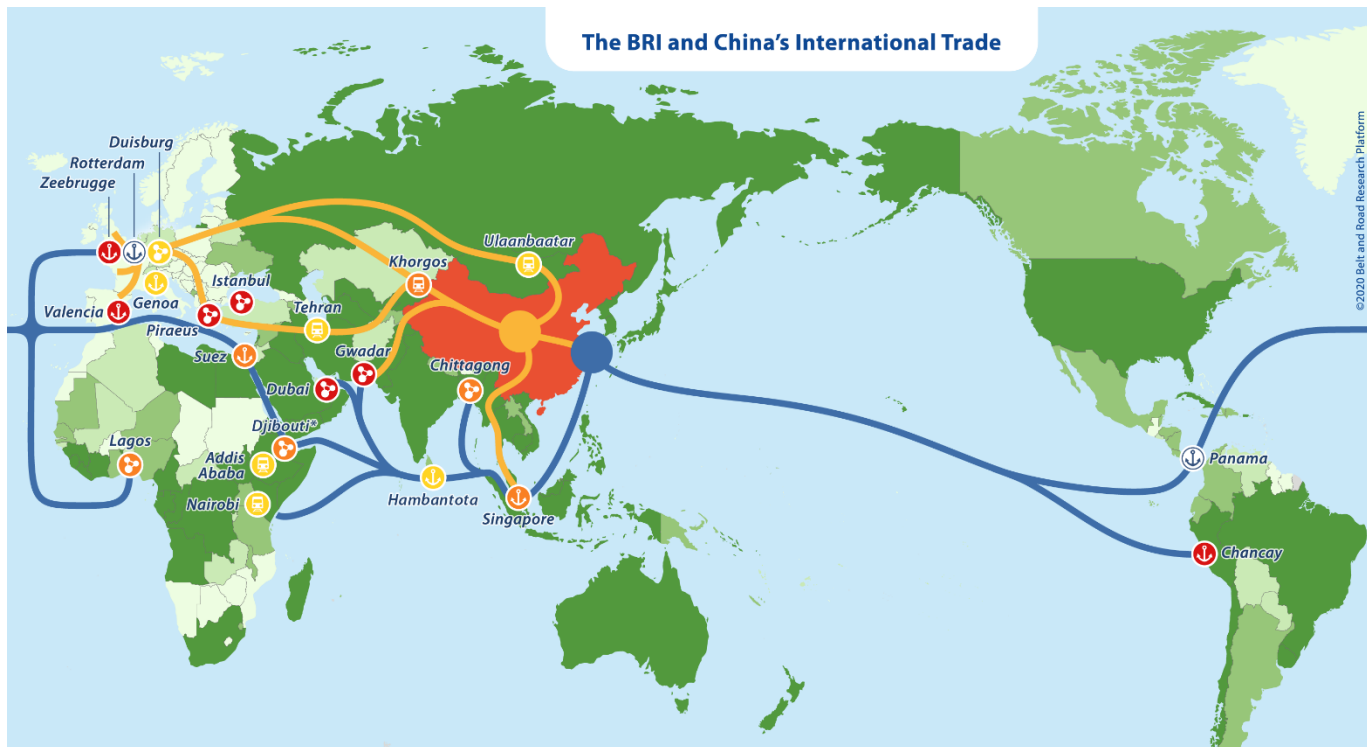 The BRI and China's International Trade
Duisburg
Rotterdam
Zeebrugge
Ulaanbaatar
Khorgos
Istanbul
Genoa
Valencia
Tehran
Piraeus
Gwadar
Suez
Chittagong
Dubai
Djibouti*
Lagos
Addis
Ababa
Panama
Nairobi
Hambantota
Singapore
Chancay
©2020 Belt and Road Research Platform